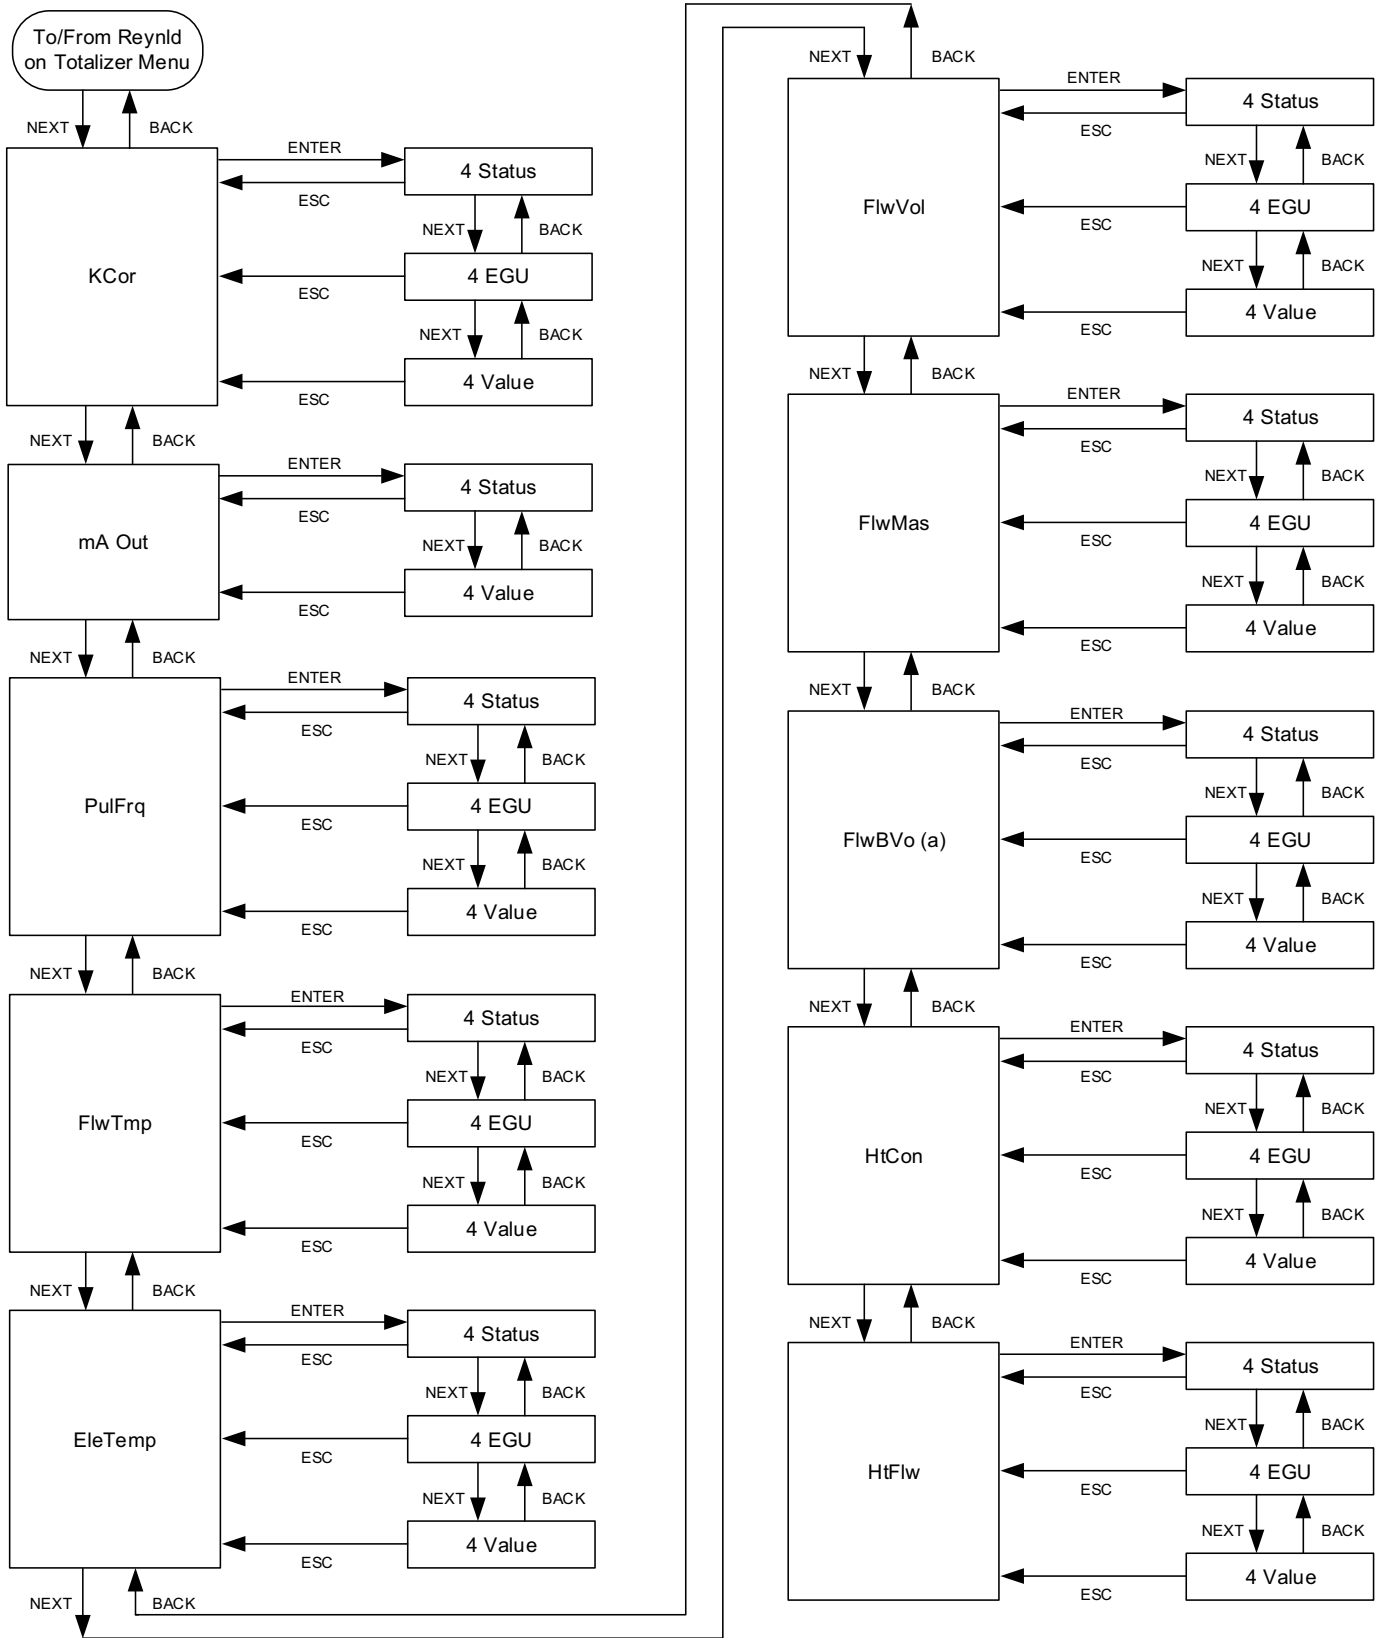 To/From Reynld
on Totalizer Menu
NEXT
BACK
KCor
ENTER
ESC
4 Status
NEXT
BACK
ESC
4 EGU
NEXT
BACK
ESC
4 Value
NEXT
BACK
mA Out
ENTER
ESC
4 Status
NEXT
BACK
ESC
4 Value
NEXT
BACK
PulFrq
ENTER
ESC
4 Status
NEXT
BACK
ESC
4 EGU
NEXT
BACK
ESC
4 Value
NEXT
BACK
FlwTmp
ENTER
ESC
4 Status
NEXT
BACK
ESC
4 EGU
NEXT
BACK
ESC
4 Value
NEXT
BACK
EleTemp
ENTER
ESC
4 Status
NEXT
BACK
ESC
4 EGU
NEXT
BACK
ESC
4 Value
NEXT
BACK
NEXT
BACK
FlwVol
ENTER
ESC
4 Status
NEXT
BACK
ESC
4 EGU
NEXT
BACK
ESC
4 Value
NEXT
BACK
FlwMas
ENTER
ESC
4 Status
NEXT
BACK
ESC
4 EGU
NEXT
BACK
ESC
4 Value
NEXT
BACK
FlwBVo (a)
ENTER
ESC
4 Status
NEXT
BACK
ESC
4 EGU
NEXT
BACK
ESC
4 Value
NEXT
BACK
HtCon
ENTER
ESC
4 Status
NEXT
BACK
ESC
4 EGU
NEXT
BACK
ESC
4 Value
NEXT
BACK
HtFlw
ENTER
ESC
4 Status
NEXT
BACK
ESC
4 EGU
NEXT
BACK
ESC
4 Value